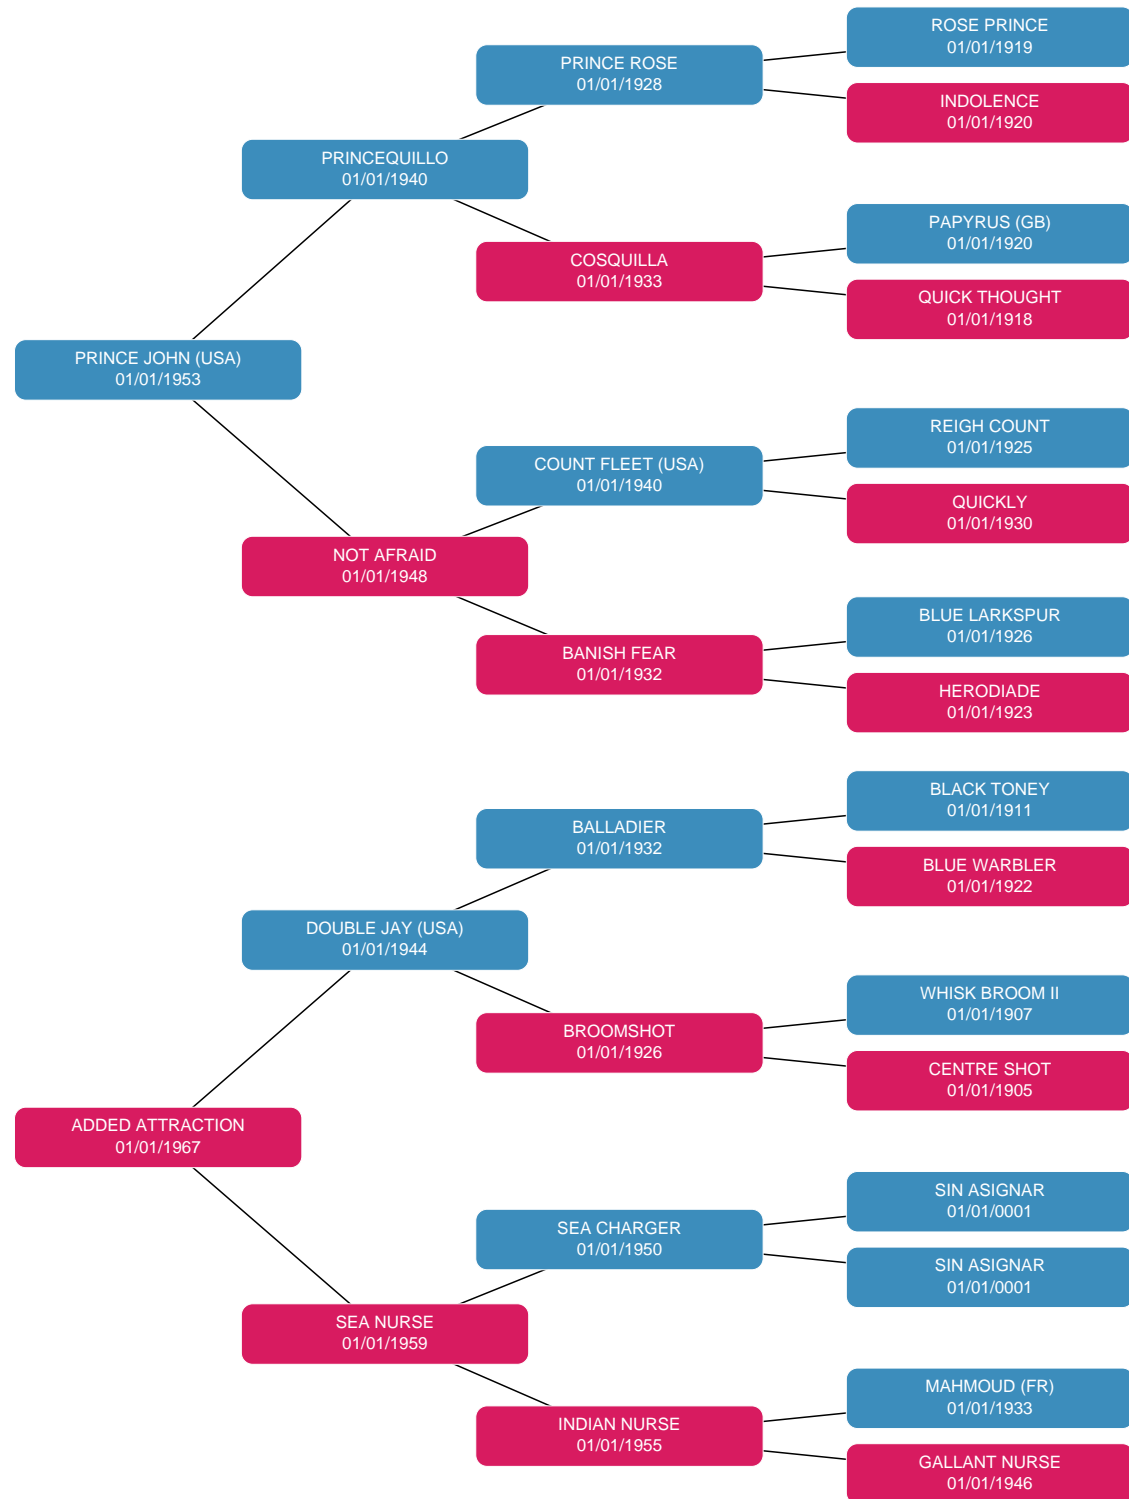 ROSE PRINCE
01/01/1919
PRINCE ROSE
01/01/1928
INDOLENCE
01/01/1920
PRINCEQUILLO
01/01/1940
PAPYRUS (GB)
01/01/1920
COSQUILLA
01/01/1933
QUICK THOUGHT
01/01/1918
PRINCE JOHN (USA)
01/01/1953
REIGH COUNT
01/01/1925
COUNT FLEET (USA)
01/01/1940
QUICKLY
01/01/1930
NOT AFRAID
01/01/1948
BLUE LARKSPUR
01/01/1926
BANISH FEAR
01/01/1932
HERODIADE
01/01/1923
BLACK TONEY
01/01/1911
BALLADIER
01/01/1932
BLUE WARBLER
01/01/1922
DOUBLE JAY (USA)
01/01/1944
WHISK BROOM II
01/01/1907
BROOMSHOT
01/01/1926
CENTRE SHOT
01/01/1905
ADDED ATTRACTION
01/01/1967
SIN ASIGNAR
01/01/0001
SEA CHARGER
01/01/1950
SIN ASIGNAR
01/01/0001
SEA NURSE
01/01/1959
MAHMOUD (FR)
01/01/1933
INDIAN NURSE
01/01/1955
GALLANT NURSE
01/01/1946